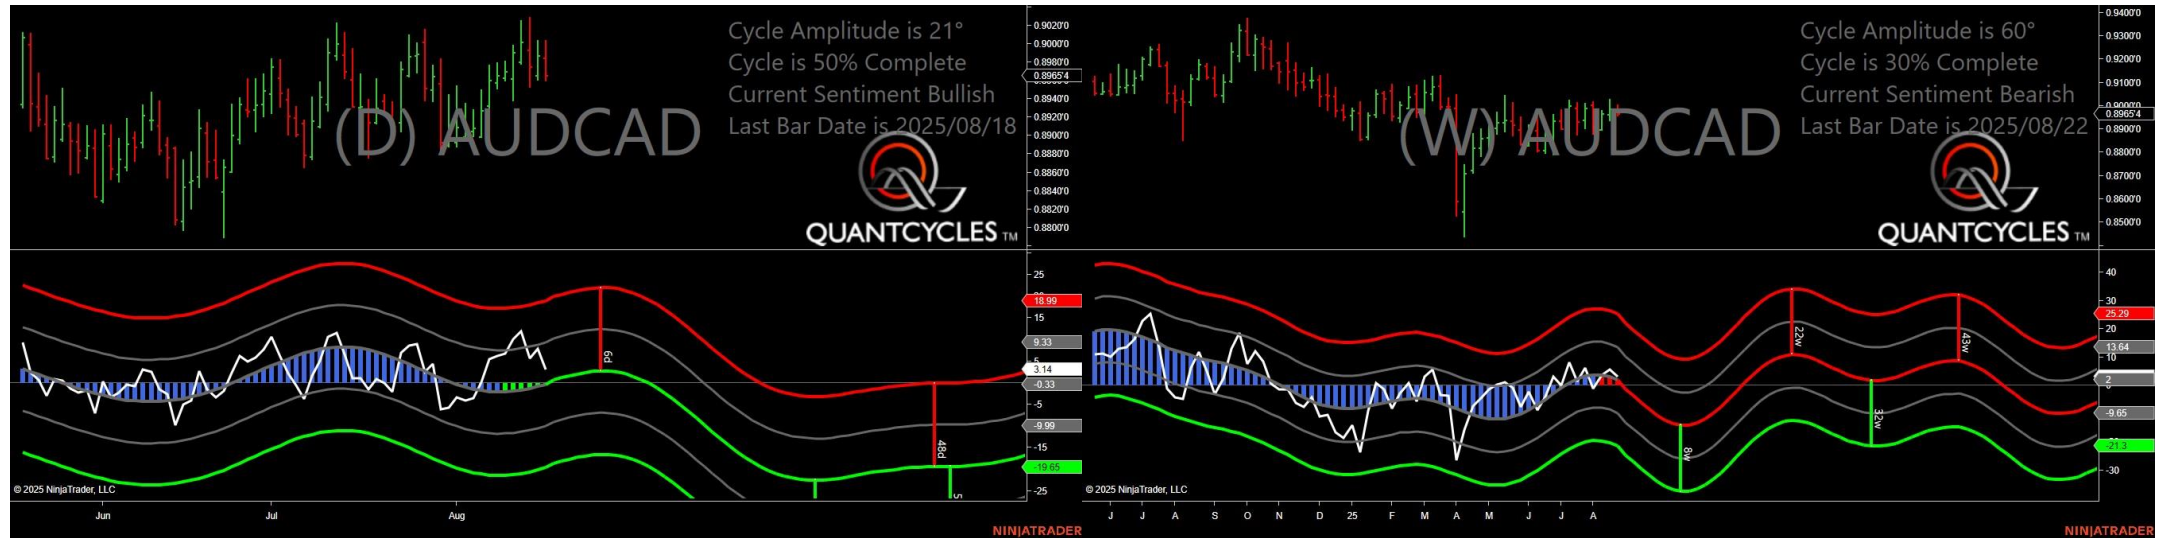 Cycle Amplitude is 21°
Cycle is 50% Complete
Current Sentiment Bullish
Last Bar Date is 2025/08/18
(D) AUDCAD
QUANTCYCLES TM
0.9020'0
0.9000'0
0.8980'0
0.8965'4
0.8940'0
0.8920'0
0.8900'0
0.8880'0
0.8860'0
0.8840'0
0.8820'0
0.8800'0
25
18.99
15
9.33
5
3.14
-0.33
-5
-9.99
-15
-19.65
-25
6d
48d
5
© 2025 NinjaTrader, LLC
Jun
Jul
Aug
NINJATRADER
Cycle Amplitude is 60°
Cycle is 30% Complete
Current Sentiment Bearish
Last Bar Date is 2025/08/22
(W) AUDCAD
QUANTCYCLES TM
0.9400'0
0.9300'0
0.9200'0
0.9100'0
0.9000'0
0.8965'4
0.8900'0
0.8800'0
0.8700'0
0.8600'0
0.8500'0
40
30
25.29
20
13.64
10
2
-9.65
-21.3
-30
22w
43w
8w
32w
© 2025 NinjaTrader, LLC
J J A S O N D 25 F M A M J J A
NINJATRADER